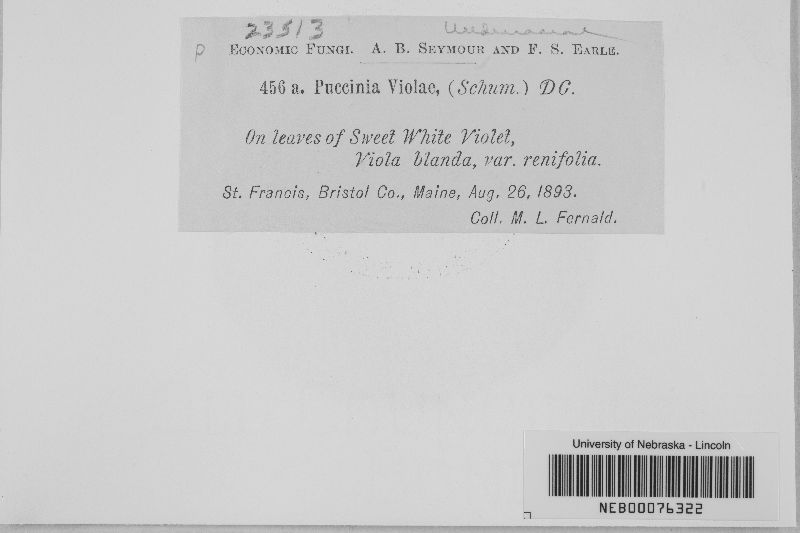 23513 Uredinaceae
p Economic Fungi. A. B. Seymour and F. S. Earle.
456 a. Puccinia Violae, (Schum.) DC.
On leaves of Sweet White Violet,
Viola blanda, var. renifolia.
St. Francis, Bristol Co., Maine, Aug. 26, 1893.
Coll. M. L. Fernald.
University of Nebraska - Lincoln
NEB00076322